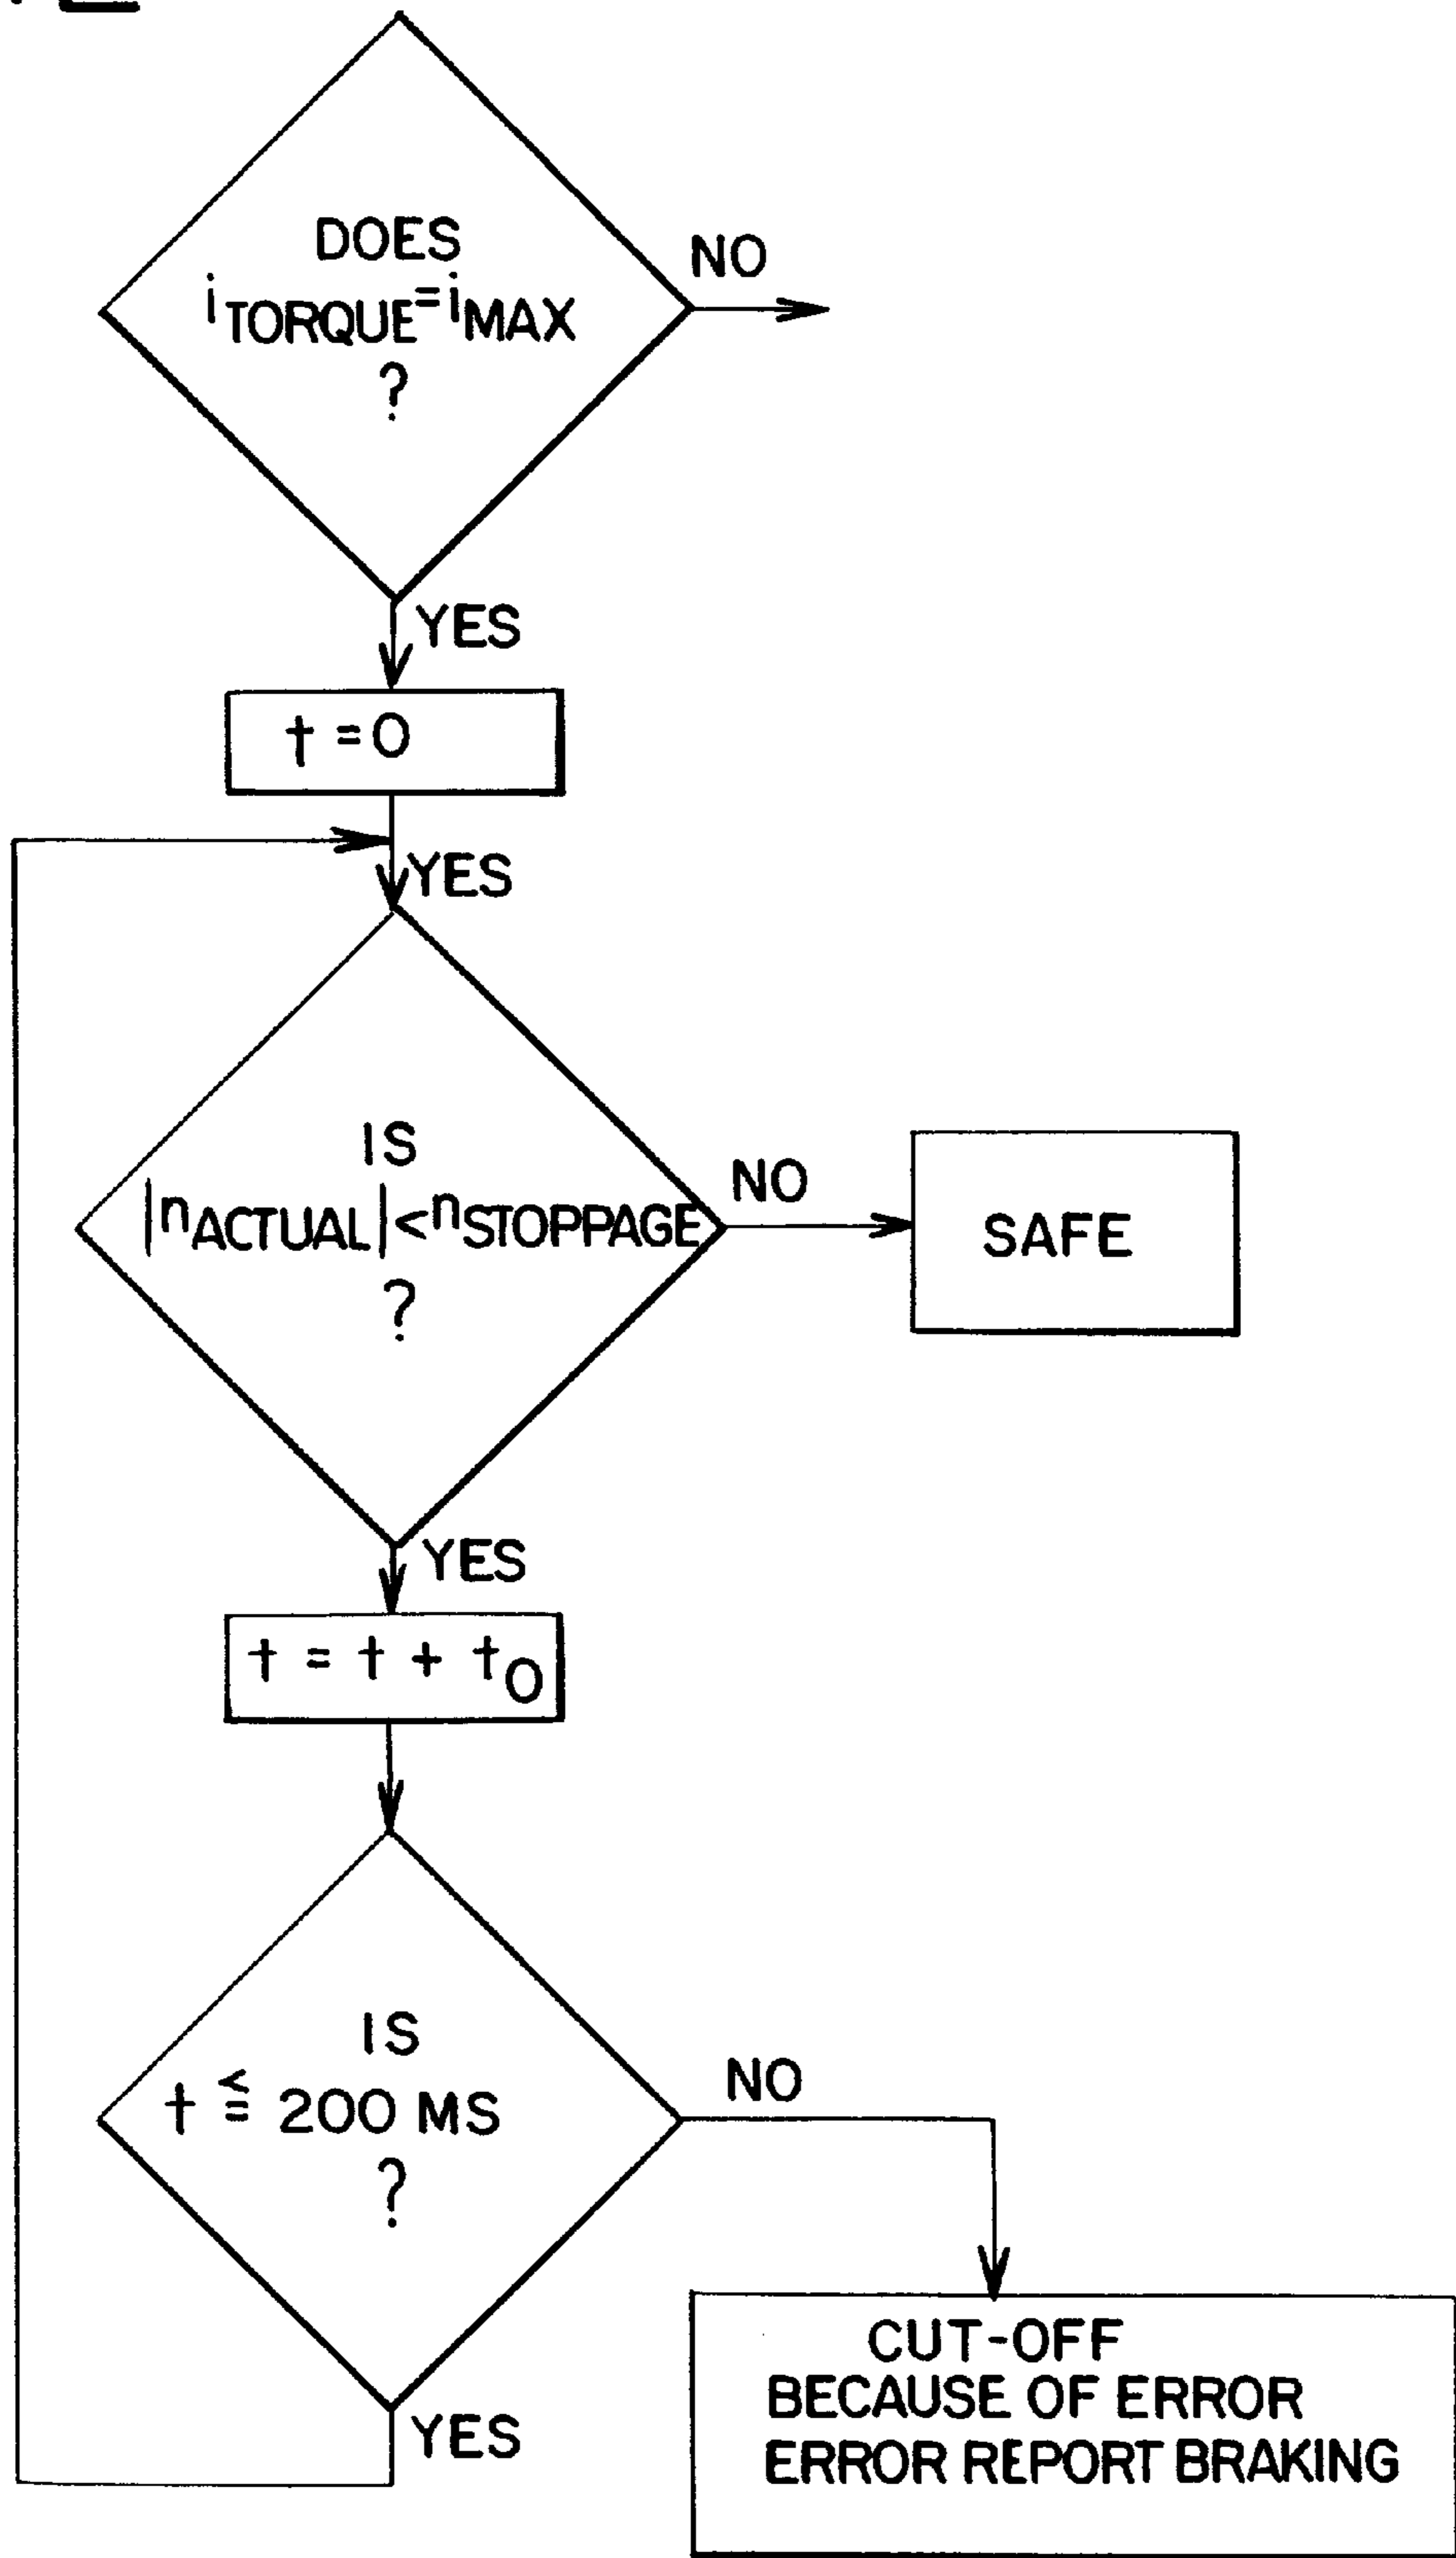 DOES
iTORQUE=iMAX
?
NO
YES
t = 0
YES
IS
|nACTUAL|<nSTOPPAGE
?
NO
SAFE
YES
t = t + t0
IS
t ≦ 200 MS
?
NO
YES
CUT-OFF
BECAUSE OF ERROR
ERROR REPORT BRAKING